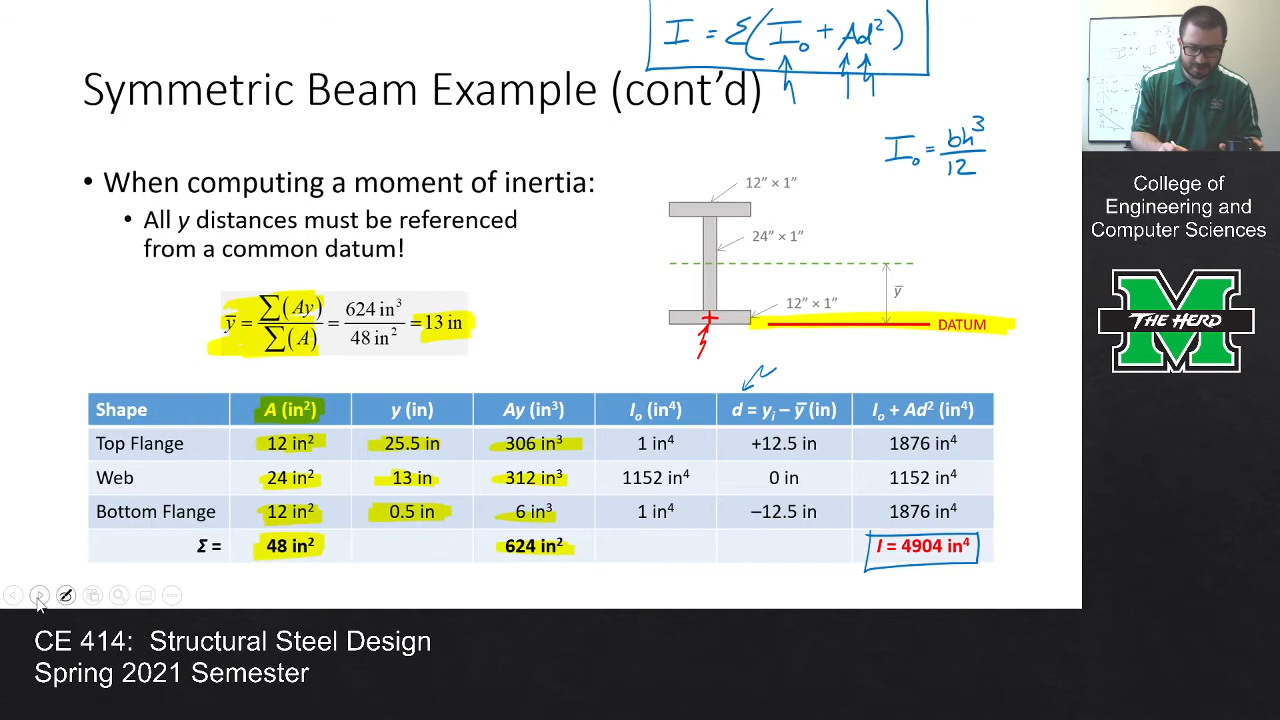 I = Σ(I₀ + Ad²)
Symmetric Beam Example (cont’d)
I₀ = bh³/12
• When computing a moment of inertia:
• All y distances must be referenced
from a common datum!
12” × 1”
24” × 1”
12” × 1”
y̅
DATUM
y̅ = ∑(Ay)/∑(A) = 624 in³/48 in² = 13 in
Shape A (in²) y (in) Ay (in³) Iₒ (in⁴) d = yᵢ – y̅ (in) Iₒ + Ad² (in⁴)
Top Flange 12 in² 25.5 in 306 in³ 1 in⁴ +12.5 in 1876 in⁴
Web 24 in² 13 in 312 in³ 1152 in⁴ 0 in 1152 in⁴
Bottom Flange 12 in² 0.5 in 6 in³ 1 in⁴ –12.5 in 1876 in⁴
Σ = 48 in² 624 in² I = 4904 in⁴
College of
Engineering and
Computer Sciences
THE HERD
CE 414: Structural Steel Design
Spring 2021 Semester